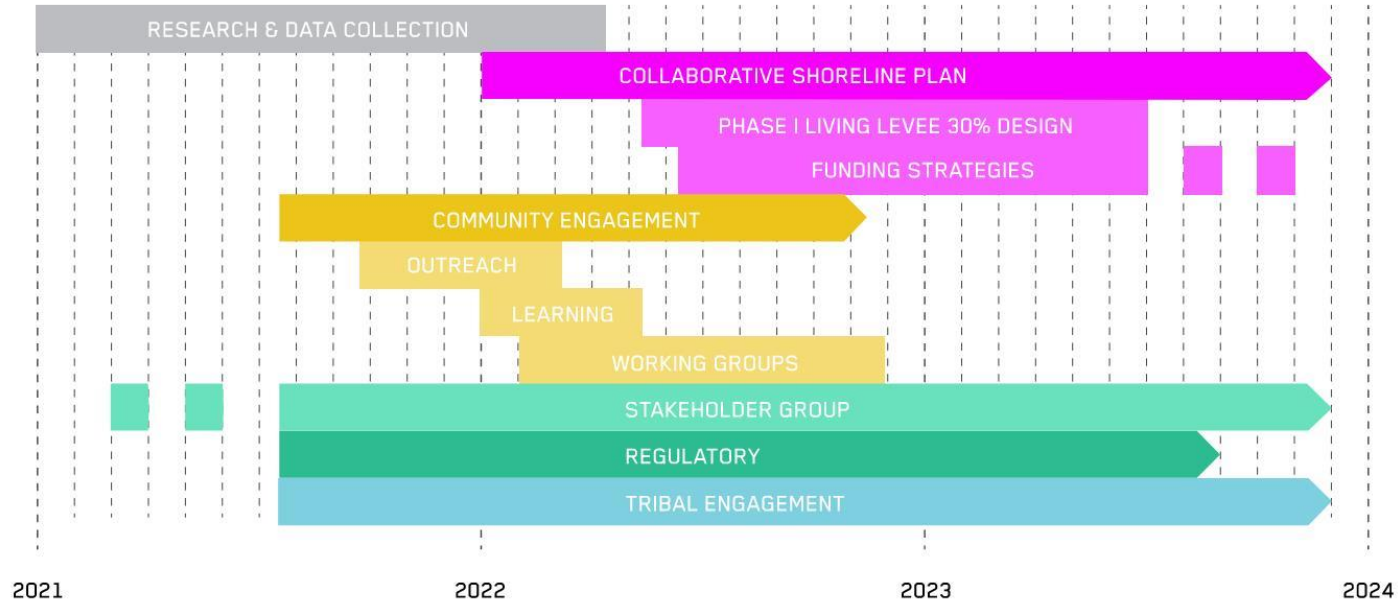 RESEARCH & DATA COLLECTION
COLLABORATIVE SHORELINE PLAN
PHASE I LIVING LEVEE 30% DESIGN
FUNDING STRATEGIES
COMMUNITY ENGAGEMENT
OUTREACH
LEARNING
WORKING GROUPS
STAKEHOLDER GROUP
REGULATORY
TRIBAL ENGAGEMENT
2021 2022 2023 2024